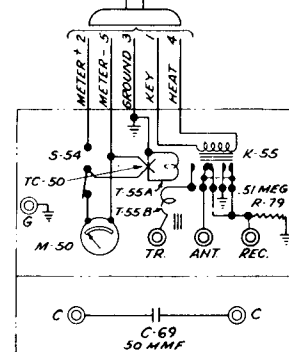 METER + 2
METER - 5
GROUND 3
KEY 1
HEAT 4
S-54
TC-50
K-55
T-55A
.51 MEG
R-79
T-55B
G
M-50
TR.
ANT.
REC.
C
C
C-69
50 MMF